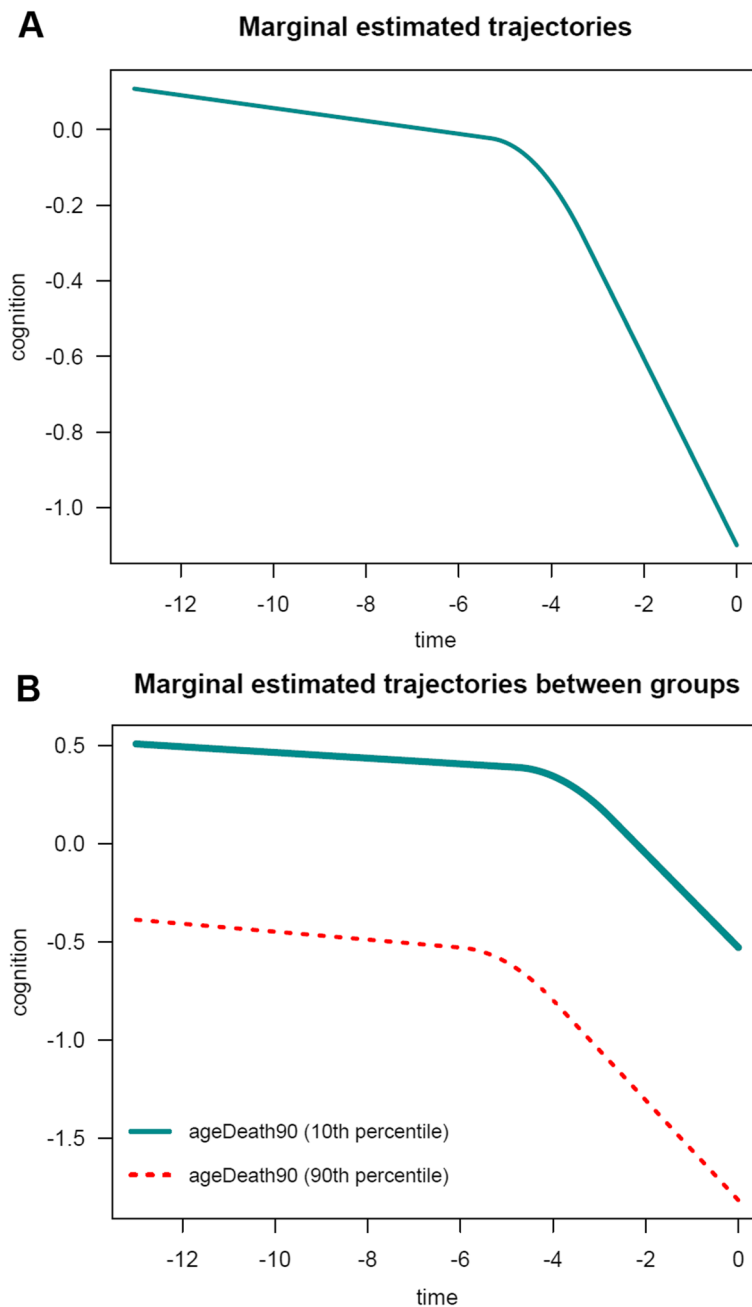 A
Marginal estimated trajectories
0.0
-0.2
-0.4
-0.6
-0.8
-1.0
cognition
-12 -10 -8 -6 -4 -2 0
time
B
Marginal estimated trajectories between groups
0.5
0.0
-0.5
-1.0
-1.5
cognition
ageDeath90 (10th percentile)
ageDeath90 (90th percentile)
-12 -10 -8 -6 -4 -2 0
time